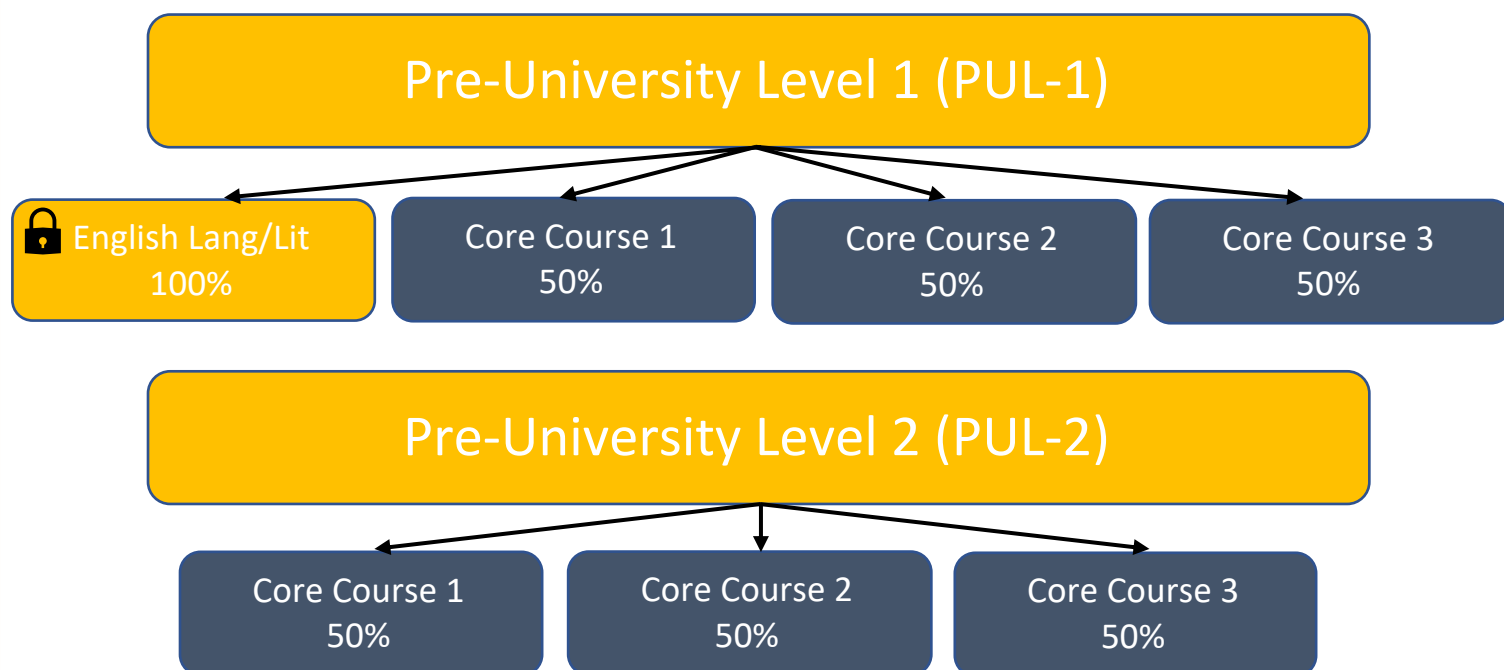 Pre-University Level 1 (PUL-1)
English Lang/Lit
100%
Core Course 1
50%
Core Course 2
50%
Core Course 3
50%
Pre-University Level 2 (PUL-2)
Core Course 1
50%
Core Course 2
50%
Core Course 3
50%